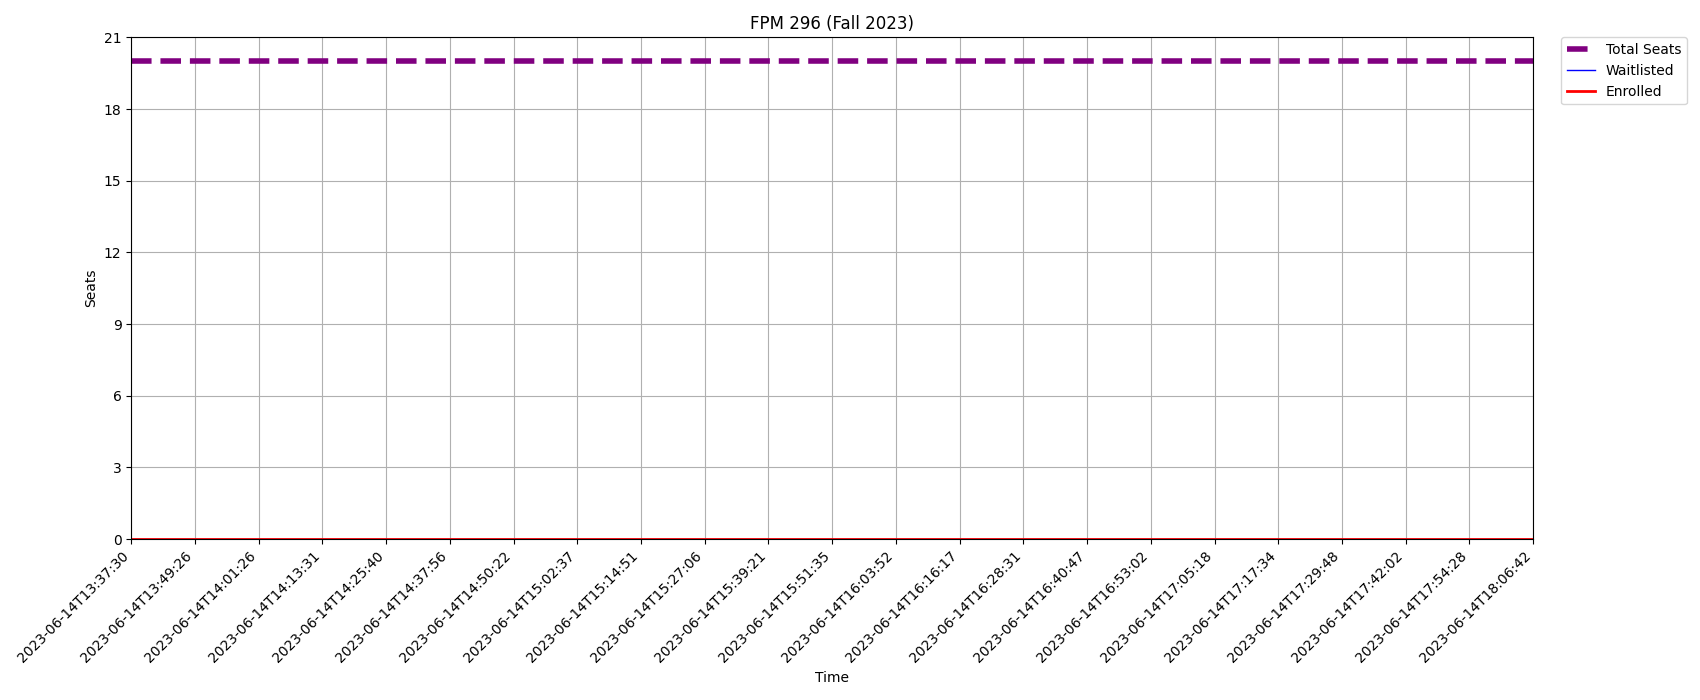 FPM 296 (Fall 2023)
21
18
15
12
9
6
3
0
Seats
2023-06-14T13:37:30
2023-06-14T13:49:26
2023-06-14T14:01:26
2023-06-14T14:13:31
2023-06-14T14:25:40
2023-06-14T14:37:56
2023-06-14T14:50:22
2023-06-14T15:02:37
2023-06-14T15:14:51
2023-06-14T15:27:06
2023-06-14T15:39:21
2023-06-14T15:51:35
2023-06-14T16:03:52
2023-06-14T16:16:17
2023-06-14T16:28:31
2023-06-14T16:40:47
2023-06-14T16:53:02
2023-06-14T17:05:18
2023-06-14T17:17:34
2023-06-14T17:29:48
2023-06-14T17:42:02
2023-06-14T17:54:28
2023-06-14T18:06:42
Time
Total Seats
Waitlisted
Enrolled